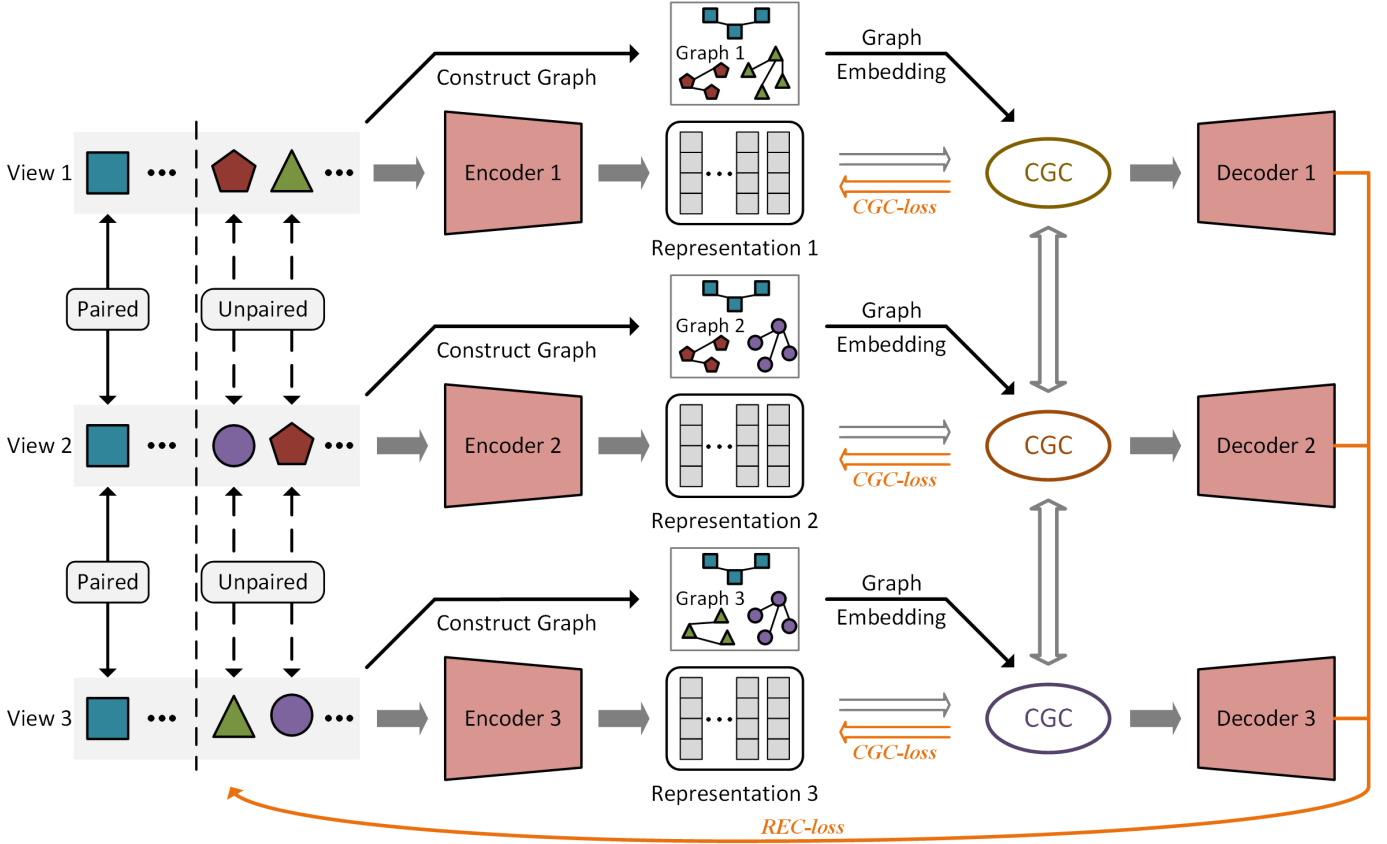 Graph 1
Construct Graph
Graph
Embedding
View 1
...
...
Encoder 1
...
CGC-loss
CGC
Decoder 1
Representation 1
Paired
Unpaired
Graph 2
Construct Graph
Graph
Embedding
View 2
...
...
Encoder 2
...
CGC-loss
CGC
Decoder 2
Representation 2
Paired
Unpaired
Graph 3
Construct Graph
Graph
Embedding
View 3
...
...
Encoder 3
...
CGC-loss
CGC
Decoder 3
Representation 3
REC-loss